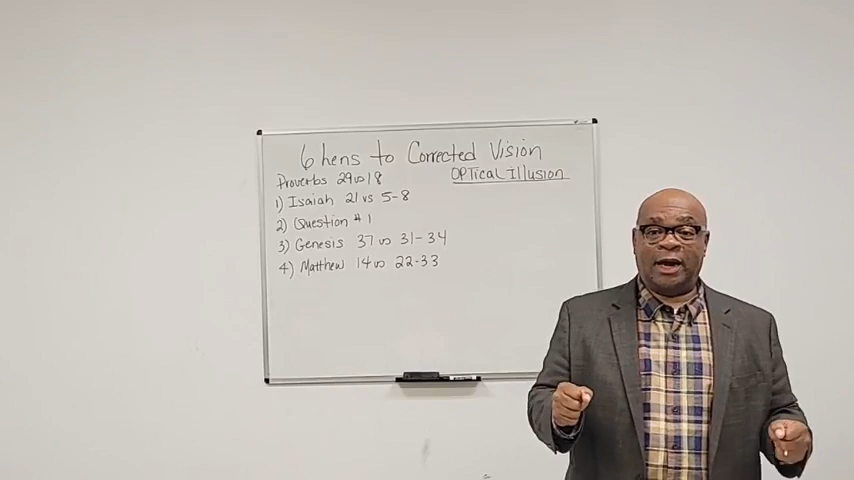 6 hens to Corrected Vision
Proverbs 29 vs 18
OPTical Illusion
1) Isaiah 21 vs 5-8
2) Question #1
3) Genesis 37 vs 31-34
4) Matthew 14 vs 22-33